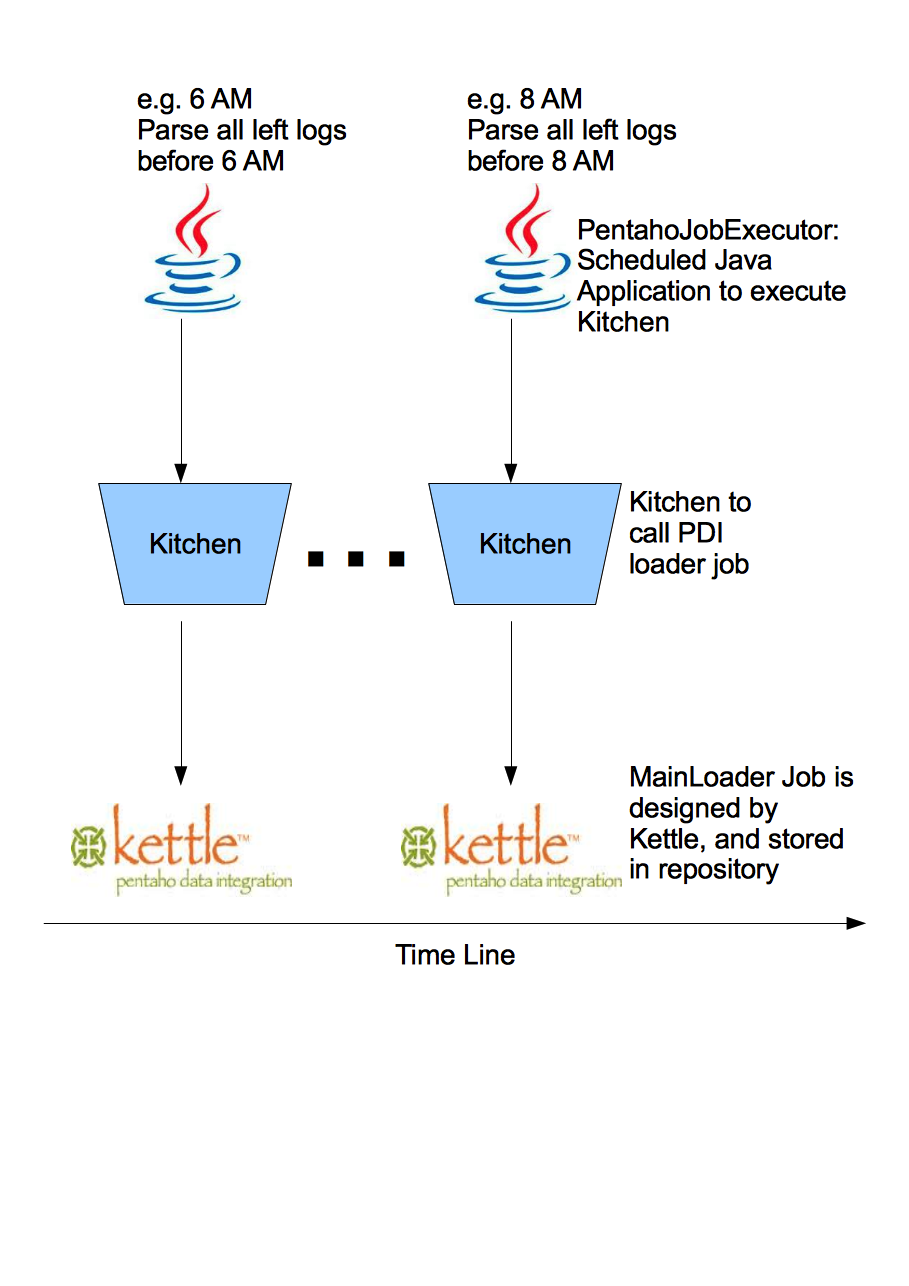 e.g. 6 AM
Parse all left logs
before 6 AM
e.g. 8 AM
Parse all left logs
before 8 AM
PentahoJobExecutor:
Scheduled Java
Application to execute
Kitchen
Kitchen
Kitchen
Kitchen to
call PDI
loader job
kettle™
pentaho data integration
kettle™
pentaho data integration
MainLoader Job is
designed by
Kettle, and stored
in repository
Time Line